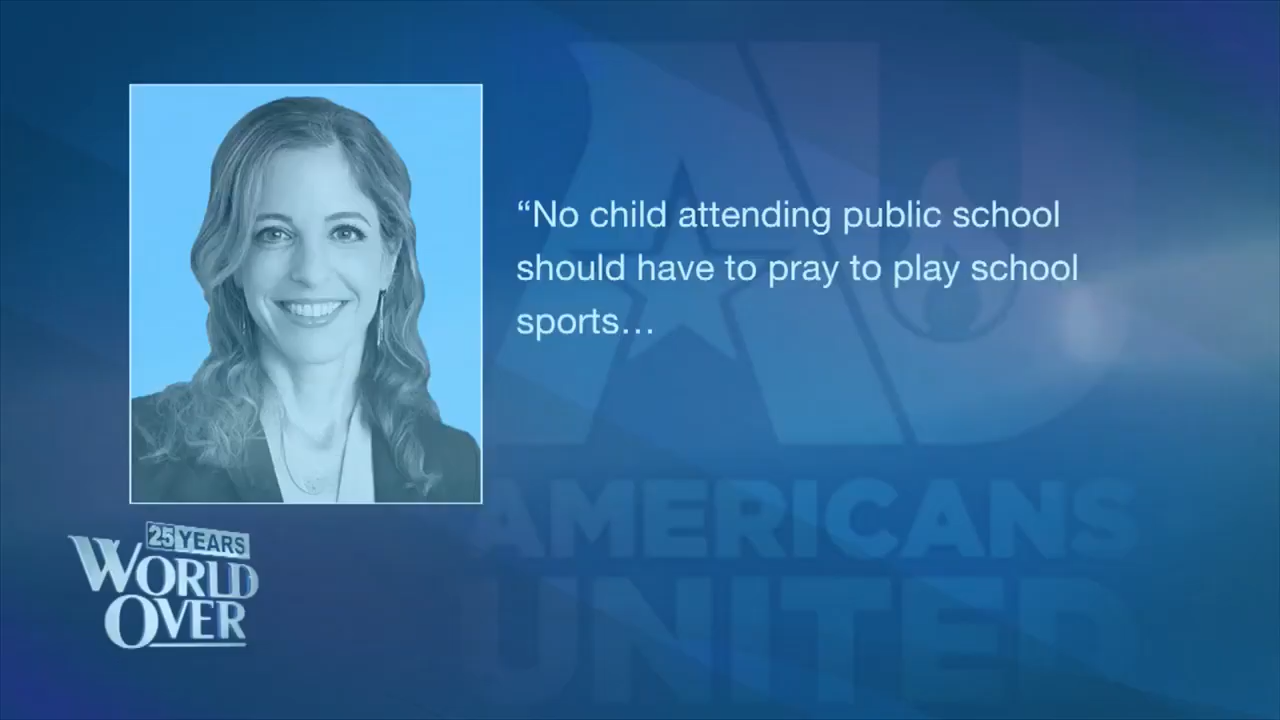 “No child attending public school
should have to pray to play school
sports…
AU
AMERICANS
UNITED
25 YEARS
WORLD
OVER